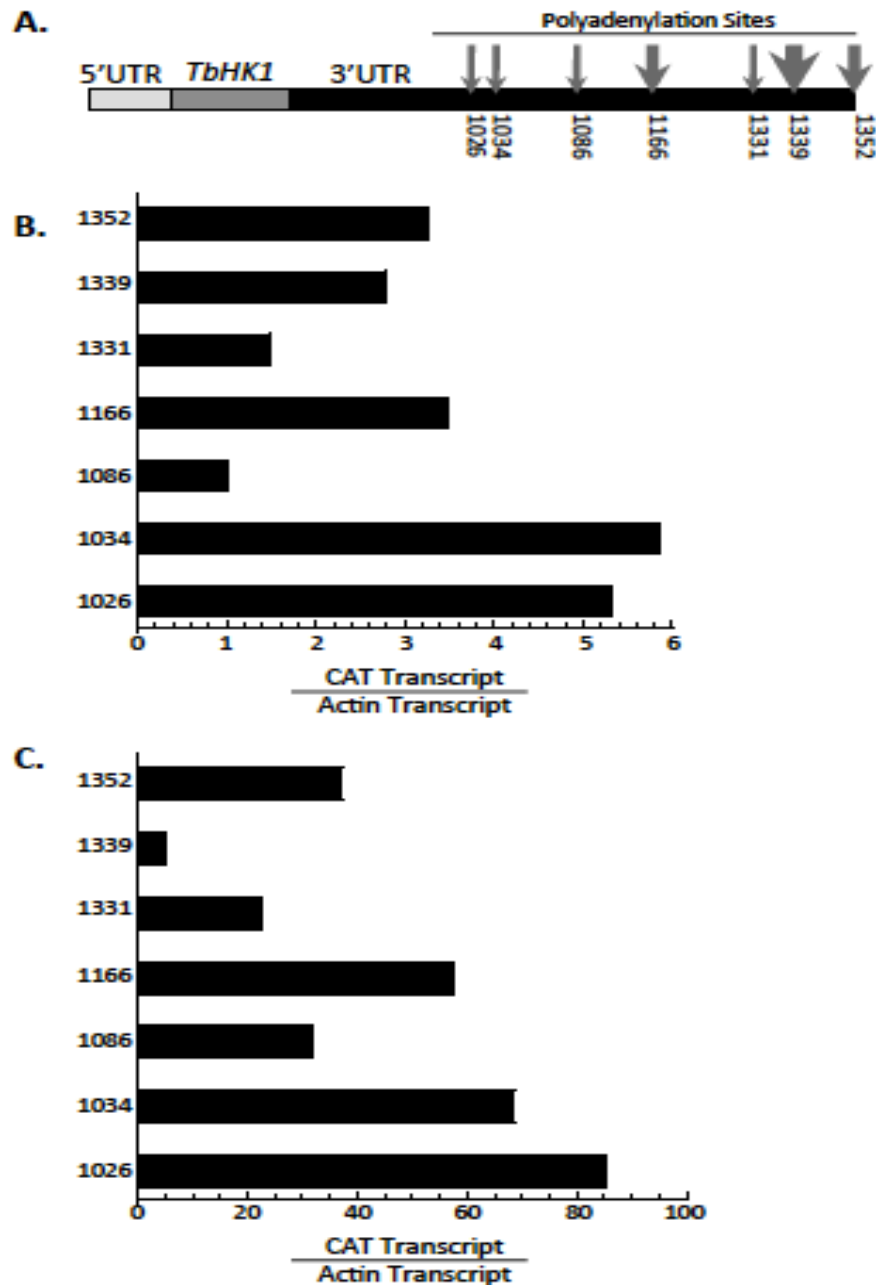 A.
Polyadenylation Sites
5'UTR TbHK1 3'UTR
1026 1034 1086 1166 1331 1339 1352
B.
1352
1339
1331
1166
1086
1034
1026
0 1 2 3 4 5 6
CAT Transcript
Actin Transcript
C.
1352
1339
1331
1166
1086
1034
1026
0 20 40 60 80 100
CAT Transcript
Actin Transcript